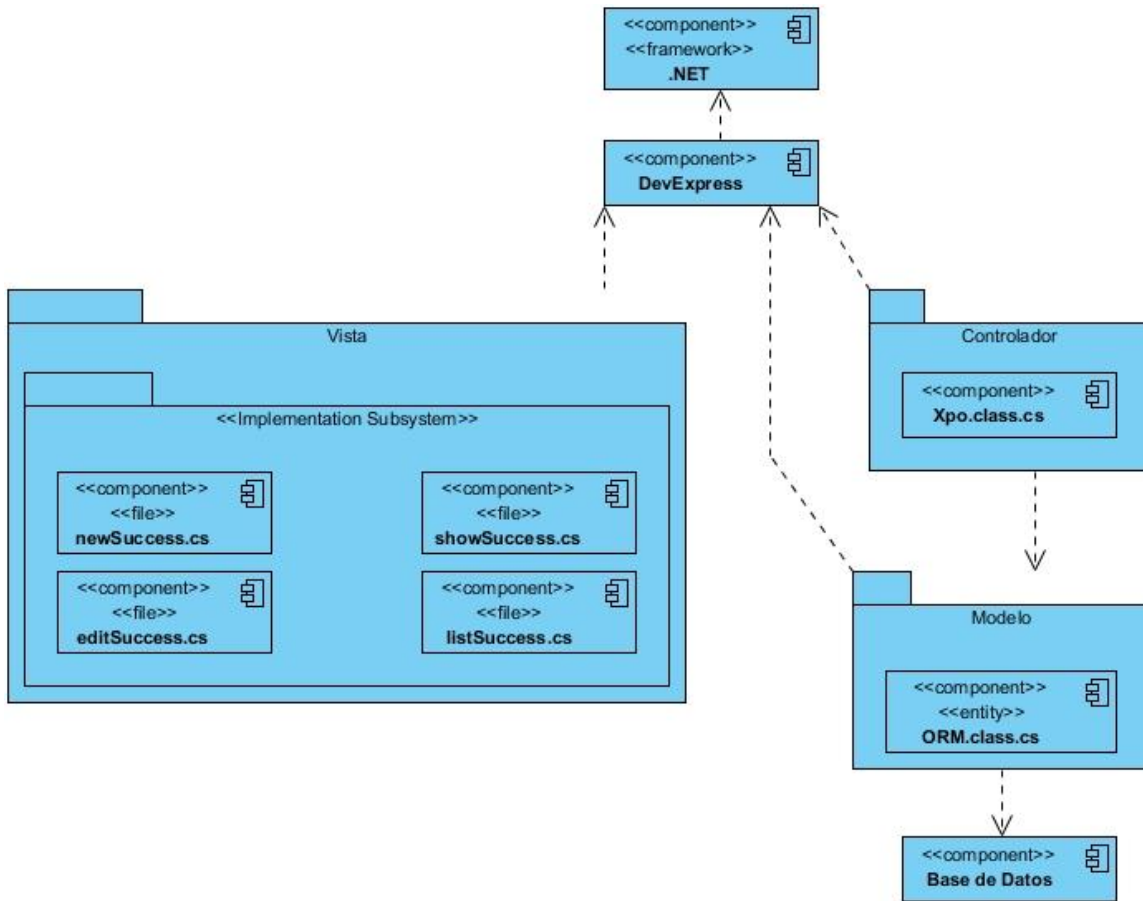 <<component>>
<<framework>>
.NET
<<component>>
DevExpress
Vista
<<Implementation Subsystem>>
<<component>>
<<file>>
newSuccess.cs
<<component>>
<<file>>
showSuccess.cs
<<component>>
<<file>>
editSuccess.cs
<<component>>
<<file>>
listSuccess.cs
Controlador
<<component>>
Xpo.class.cs
Modelo
<<component>>
<<entity>>
ORM.class.cs
<<component>>
Base de Datos